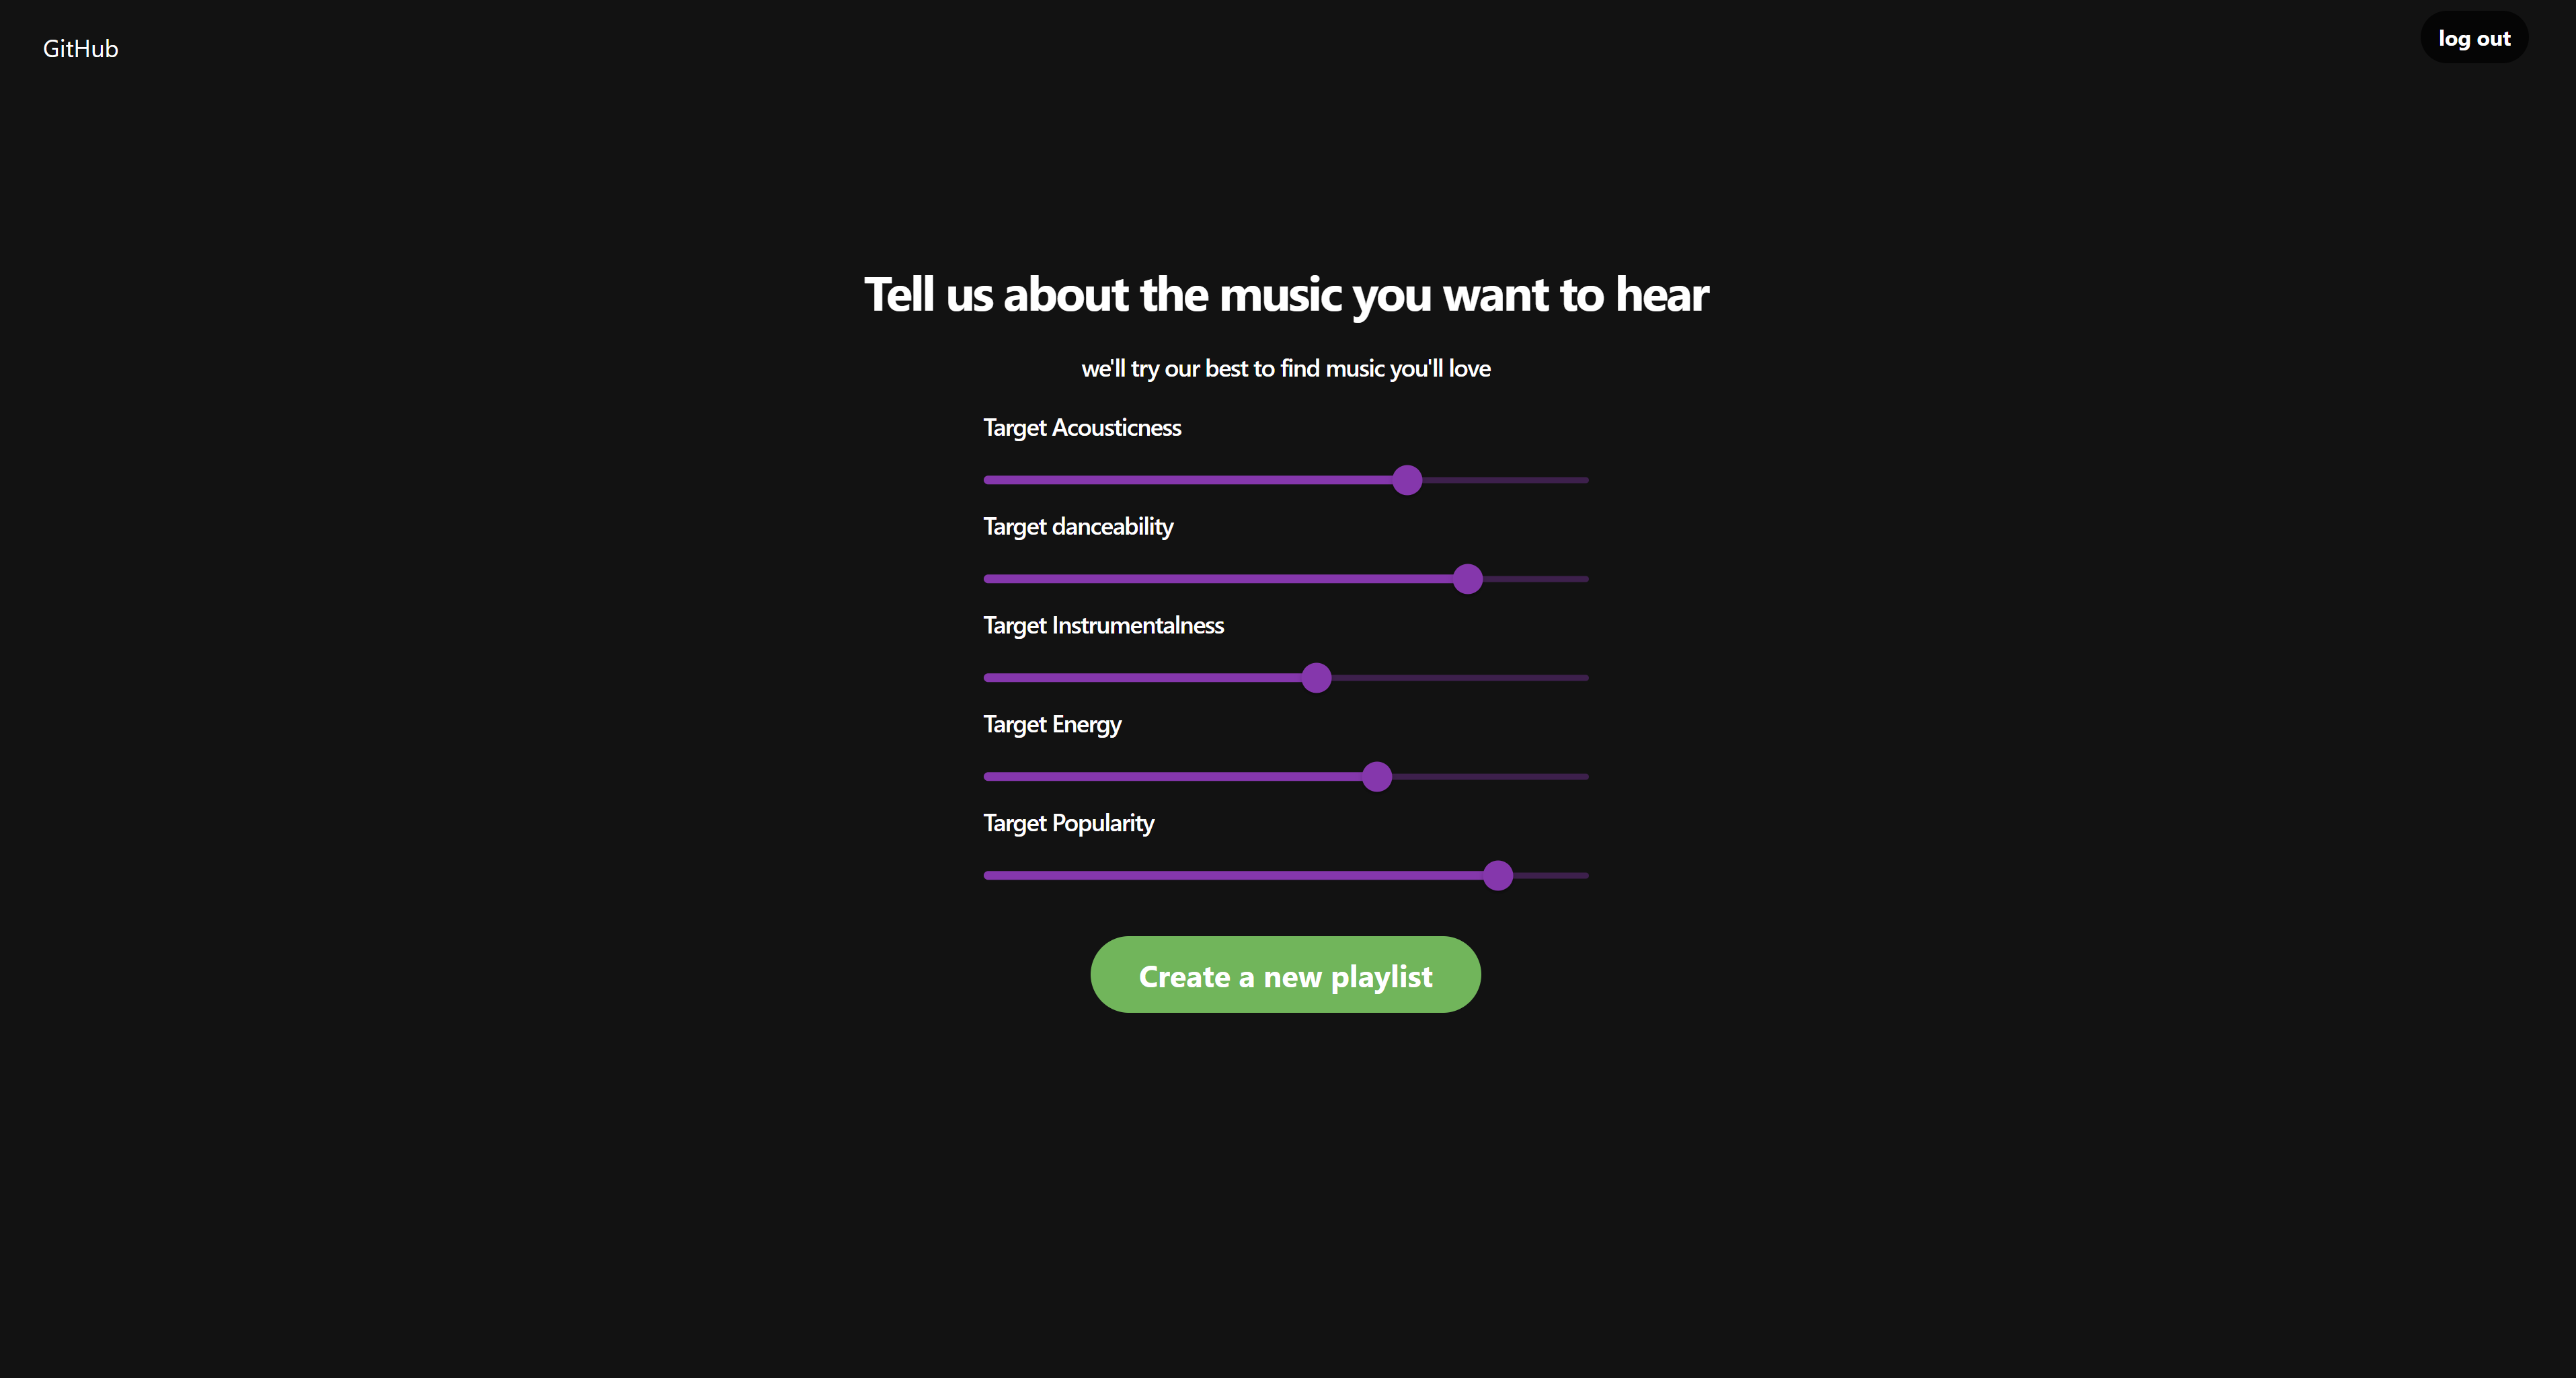 GitHub
log out
Tell us about the music you want to hear
we'll try our best to find music you'll love
Target Acousticness
Target danceability
Target Instrumentalness
Target Energy
Target Popularity
Create a new playlist